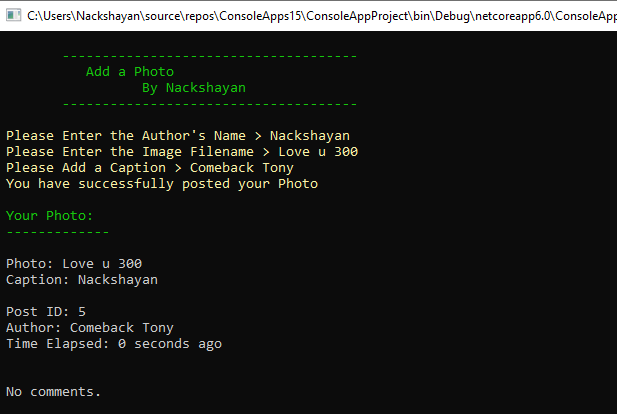 C:\Users\Nackshayan\source\repos\ConsoleApps15\ConsoleAppProject\bin\Debug\netcoreapp6.0\ConsoleApp
-------------------------------------
Add a Photo
By Nackshayan
-------------------------------------
Please Enter the Author's Name > Nackshayan
Please Enter the Image Filename > Love u 300
Please Add a Caption > Comeback Tony
You have successfully posted your Photo
Your Photo:
-------------
Photo: Love u 300
Caption: Nackshayan
Post ID: 5
Author: Comeback Tony
Time Elapsed: 0 seconds ago
No comments.